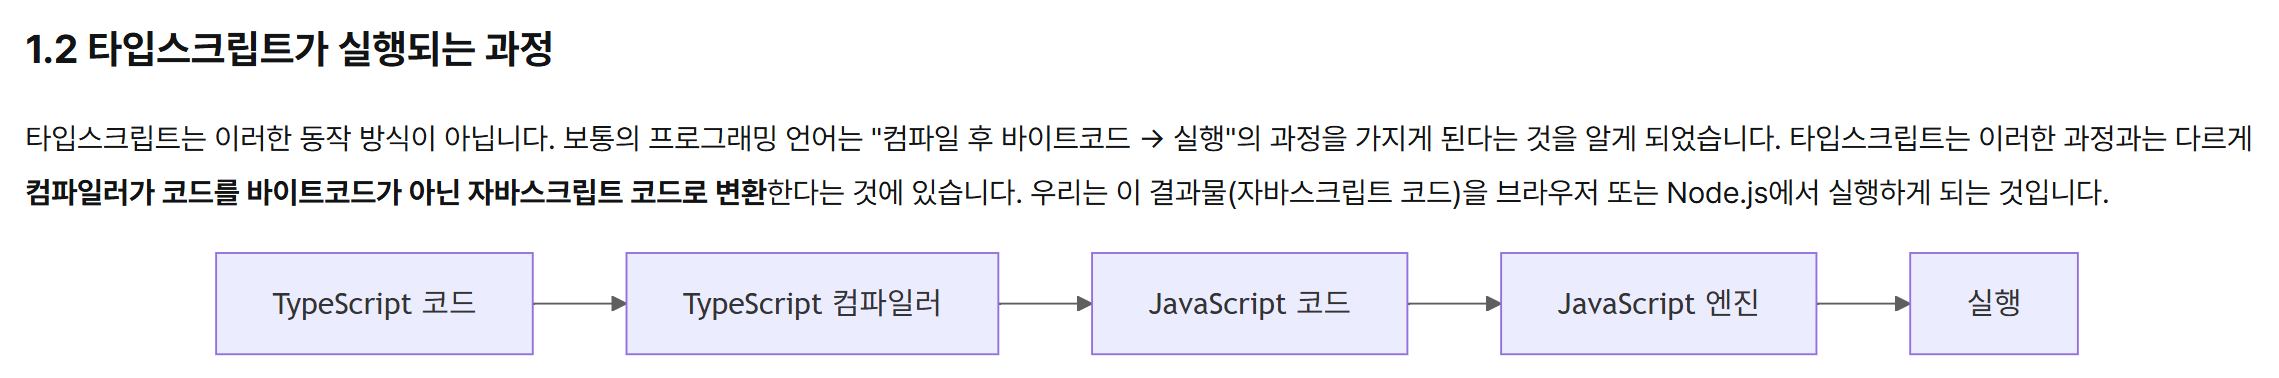 1.2 타입스크립트가 실행되는 과정
타입스크립트는 이러한 동작 방식이 아닙니다. 보통의 프로그래밍 언어는 "컴파일 후 바이트코드 → 실행"의 과정을 가지게 된다는 것을 알게 되었습니다. 타입스크립트는 이러한 과정과는 다르게
컴파일러가 코드를 바이트코드가 아닌 자바스크립트 코드로 변환한다는 것에 있습니다. 우리는 이 결과물(자바스크립트 코드)을 브라우저 또는 Node.js에서 실행하게 되는 것입니다.
TypeScript 코드
TypeScript 컴파일러
JavaScript 코드
JavaScript 엔진
실행